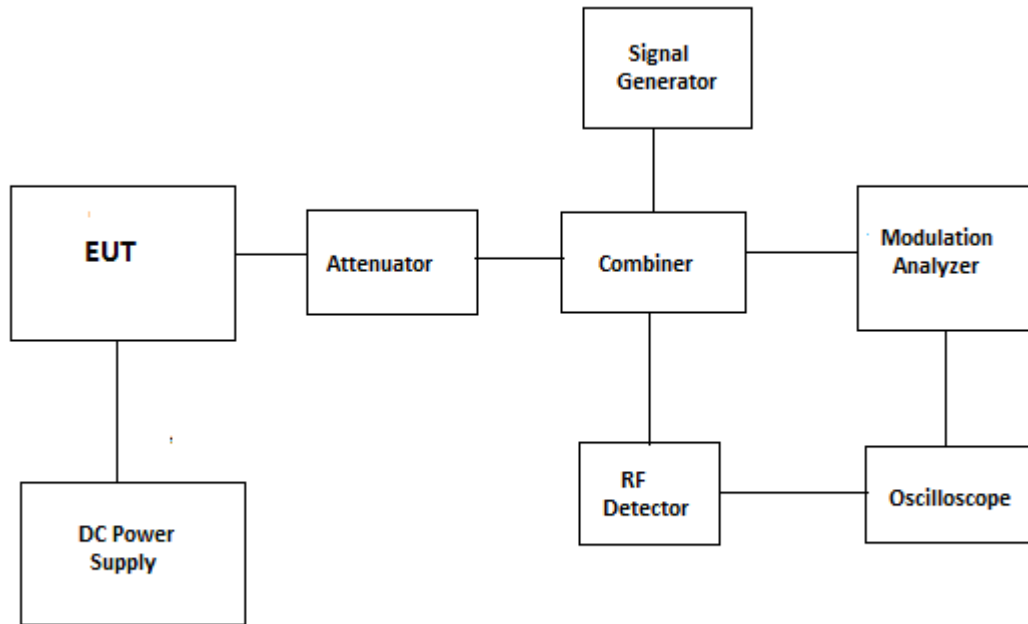 Signal
Generator
EUT
Attenuator
Combiner
Modulation
Analyzer
RF
Detector
Oscilloscope
DC Power
Supply